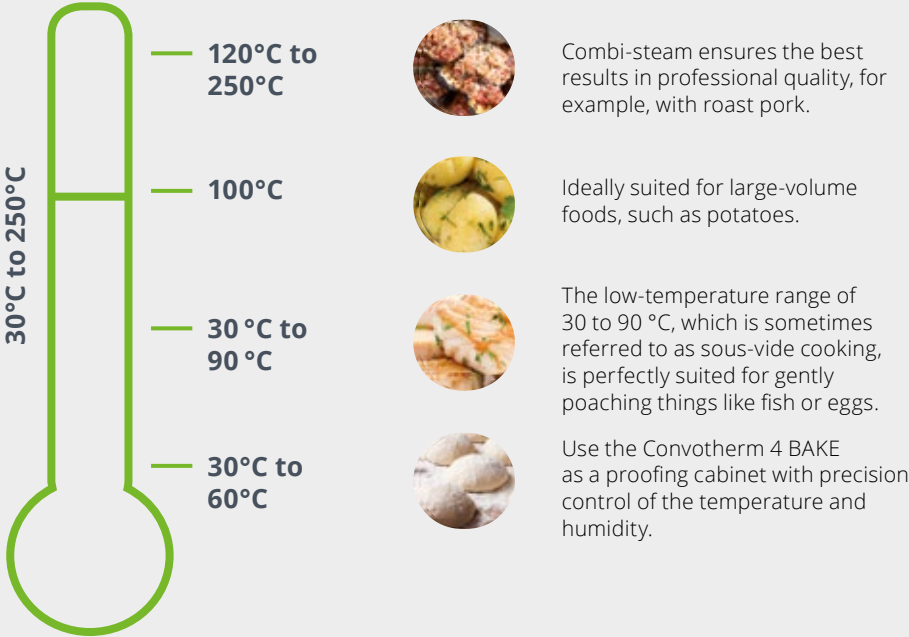 30°C to 250°C
120°C to
250°C
Combi-steam ensures the best
results in professional quality, for
example, with roast pork.
100°C
Ideally suited for large-volume
foods, such as potatoes.
30 °C to
90 °C
The low-temperature range of
30 to 90 °C, which is sometimes
referred to as sous-vide cooking,
is perfectly suited for gently
poaching things like fish or eggs.
30°C to
60°C
Use the Convotherm 4 BAKE
as a proofing cabinet with precision
control of the temperature and
humidity.